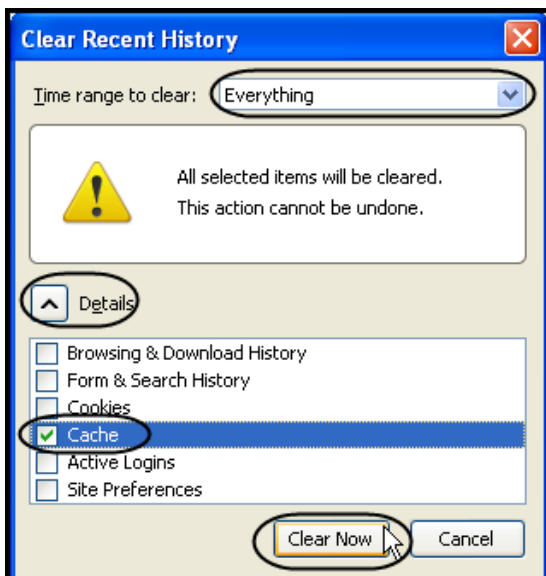 Clear Recent History
Time range to clear: Everything
All selected items will be cleared.
This action cannot be undone.
Details
Browsing & Download History
Form & Search History
Cookies
Cache
Active Logins
Site Preferences
Clear Now Cancel